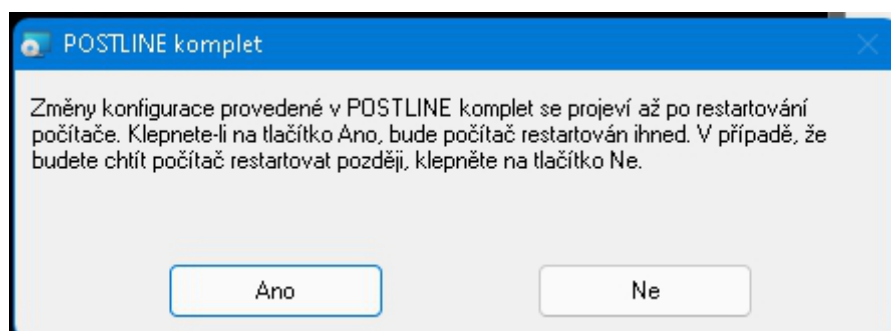 POSTLINE komplet
Změny konfigurace provedené v POSTLINE komplet se projeví až po restartování
počítače. Klepnete-li na tlačítko Ano, bude počítač restartován ihned. V případě, že
budete chtít počítač restartovat později, klepněte na tlačítko Ne.
Ano
Ne